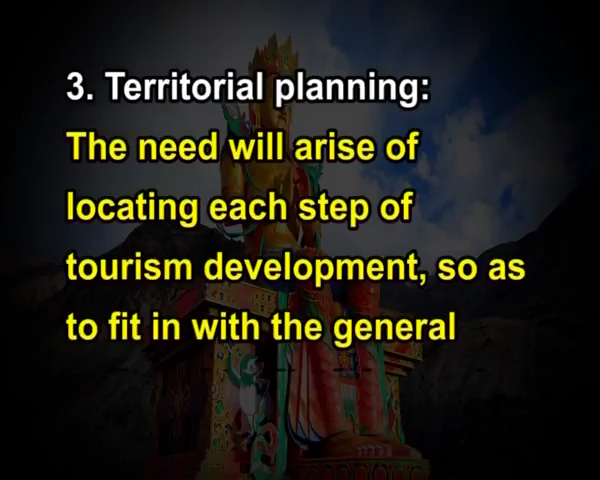 3. Territorial planning:
The need will arise of
locating each step of
tourism development, so as
to fit in with the general